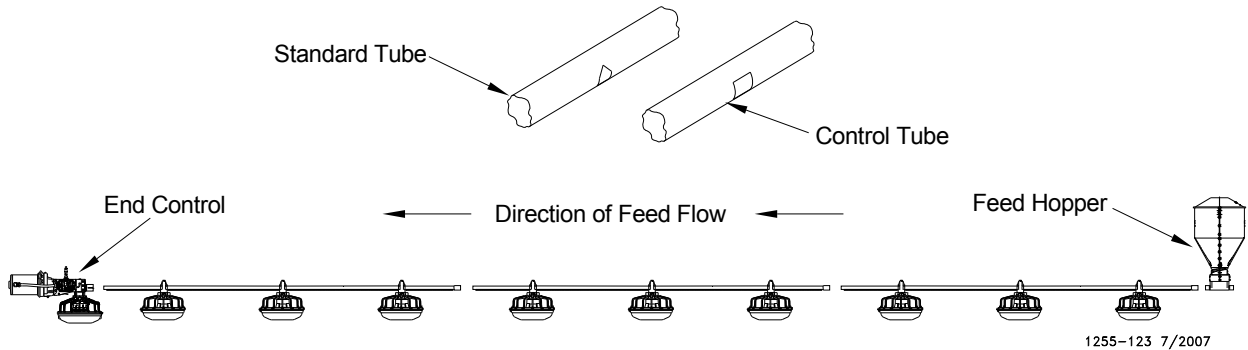 Standard Tube
Control Tube
End Control
Direction of Feed Flow
Feed Hopper
1255-123 7/2007